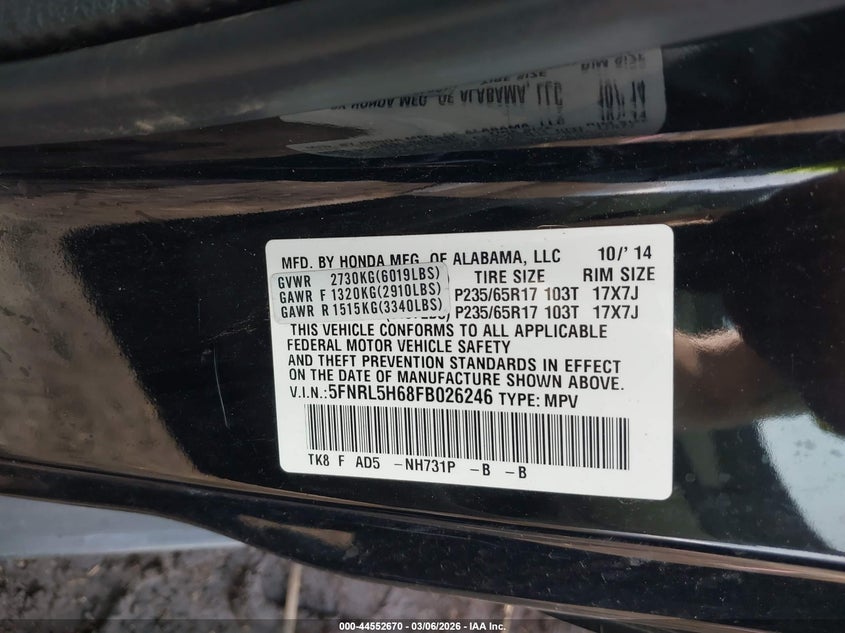 MFD. BY HONDA MFG. OF ALABAMA, LLC 10/' 14
GVWR 2730KG(6019LBS) TIRE SIZE RIM SIZE
GAWR F 1320KG(2910LBS) P235/65R17 103T 17X7J
GAWR R 1515KG(3340LBS) P235/65R17 103T 17X7J
THIS VEHICLE CONFORMS TO ALL APPLICABLE
FEDERAL MOTOR VEHICLE SAFETY
AND THEFT PREVENTION STANDARDS IN EFFECT
ON THE DATE OF MANUFACTURE SHOWN ABOVE.
V.I.N.:5FNRL5H68FB026246 TYPE: MPV
TK8 F AD5 -NH731P -B -B
000-44552670 - 03/06/2026 - IAA Inc.